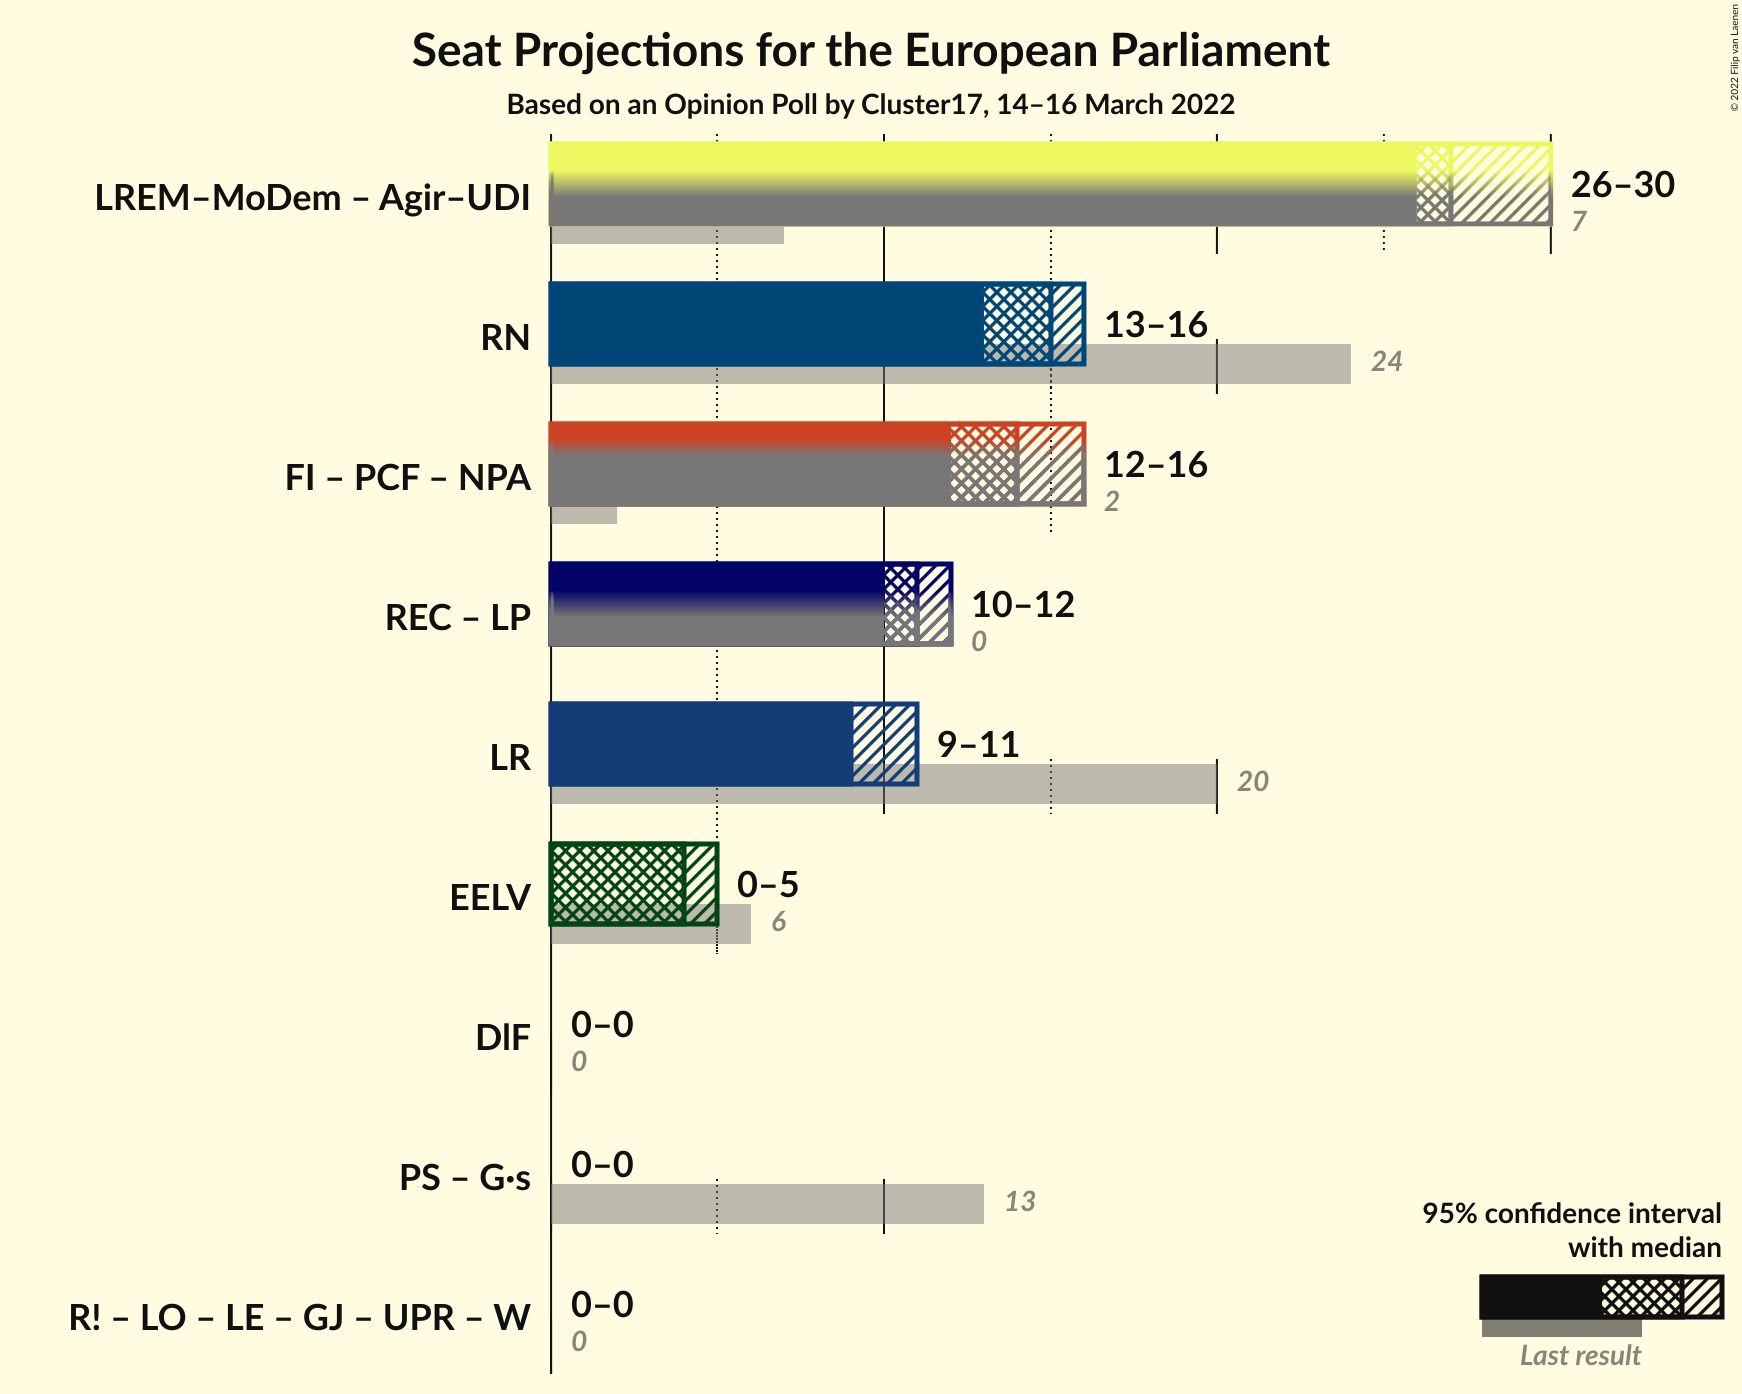 Seat Projections for the European Parliament
Based on an Opinion Poll by Cluster17, 14–16 March 2022
© 2022 Filip van Laenen
LREM–MoDem – Agir–UDI
26–30
7
RN
13–16
24
FI – PCF – NPA
12–16
2
REC – LP
10–12
0
LR
9–11
20
EELV
0–5
6
DlF
0–0
0
PS – G·s
0–0
13
R! – LO – LE – GJ – UPR – W
0–0
0
95% confidence interval
with median
Last result